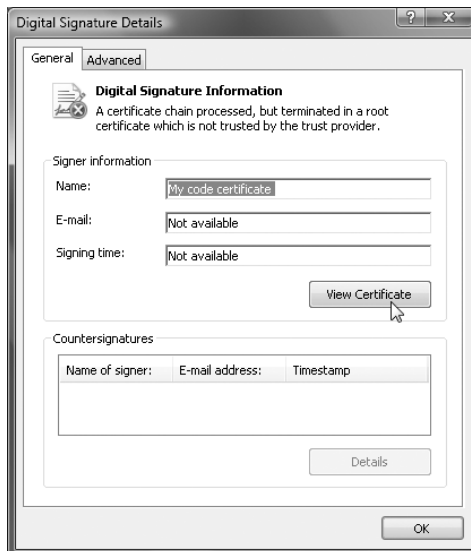 Digital Signature Details
General Advanced
Digital Signature Information
A certificate chain processed, but terminated in a root
certificate which is not trusted by the trust provider.
Signer information
Name: My code certificate
E-mail: Not available
Signing time: Not available
View Certificate
Countersignatures
Name of signer: E-mail address: Timestamp
Details
OK